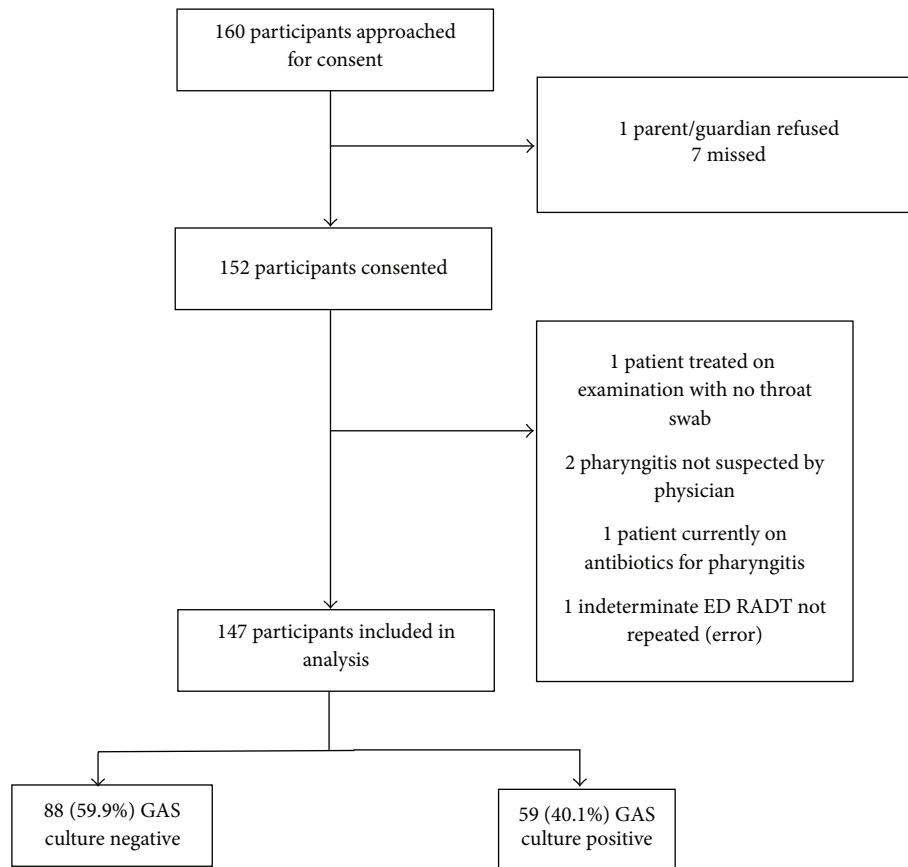 160 participants approached
for consent
1 parent/guardian refused
7 missed
152 participants consented
1 patient treated on
examination with no throat
swab
2 pharyngitis not suspected by
physician
1 patient currently on
antibiotics for pharyngitis
1 indeterminate ED RADT not
repeated (error)
147 participants included in
analysis
88 (59.9%) GAS
culture negative
59 (40.1%) GAS
culture positive